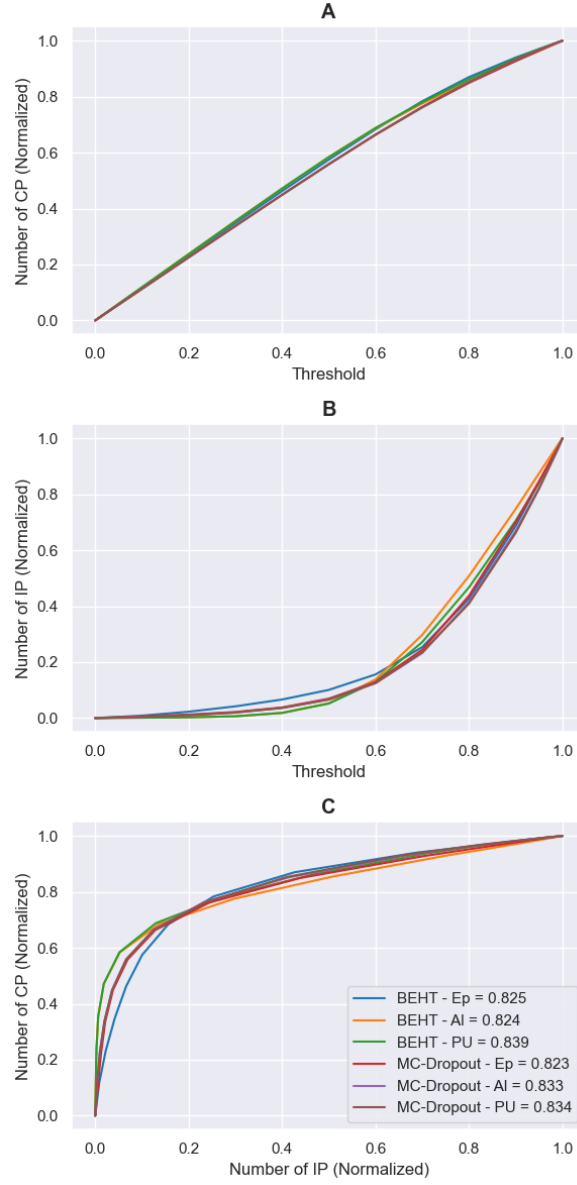 A
Number of CP (Normalized)
1.0
0.8
0.6
0.4
0.2
0.0
0.0 0.2 0.4 0.6 0.8 1.0
Threshold
B
Number of IP (Normalized)
1.0
0.8
0.6
0.4
0.2
0.0
0.0 0.2 0.4 0.6 0.8 1.0
Threshold
C
Number of CP (Normalized)
1.0
0.8
0.6
0.4
0.2
0.0
BEHT - Ep = 0.825
BEHT - Al = 0.824
BEHT - PU = 0.839
MC-Dropout - Ep = 0.823
MC-Dropout - Al = 0.833
MC-Dropout - PU = 0.834
0.0 0.2 0.4 0.6 0.8 1.0
Number of IP (Normalized)